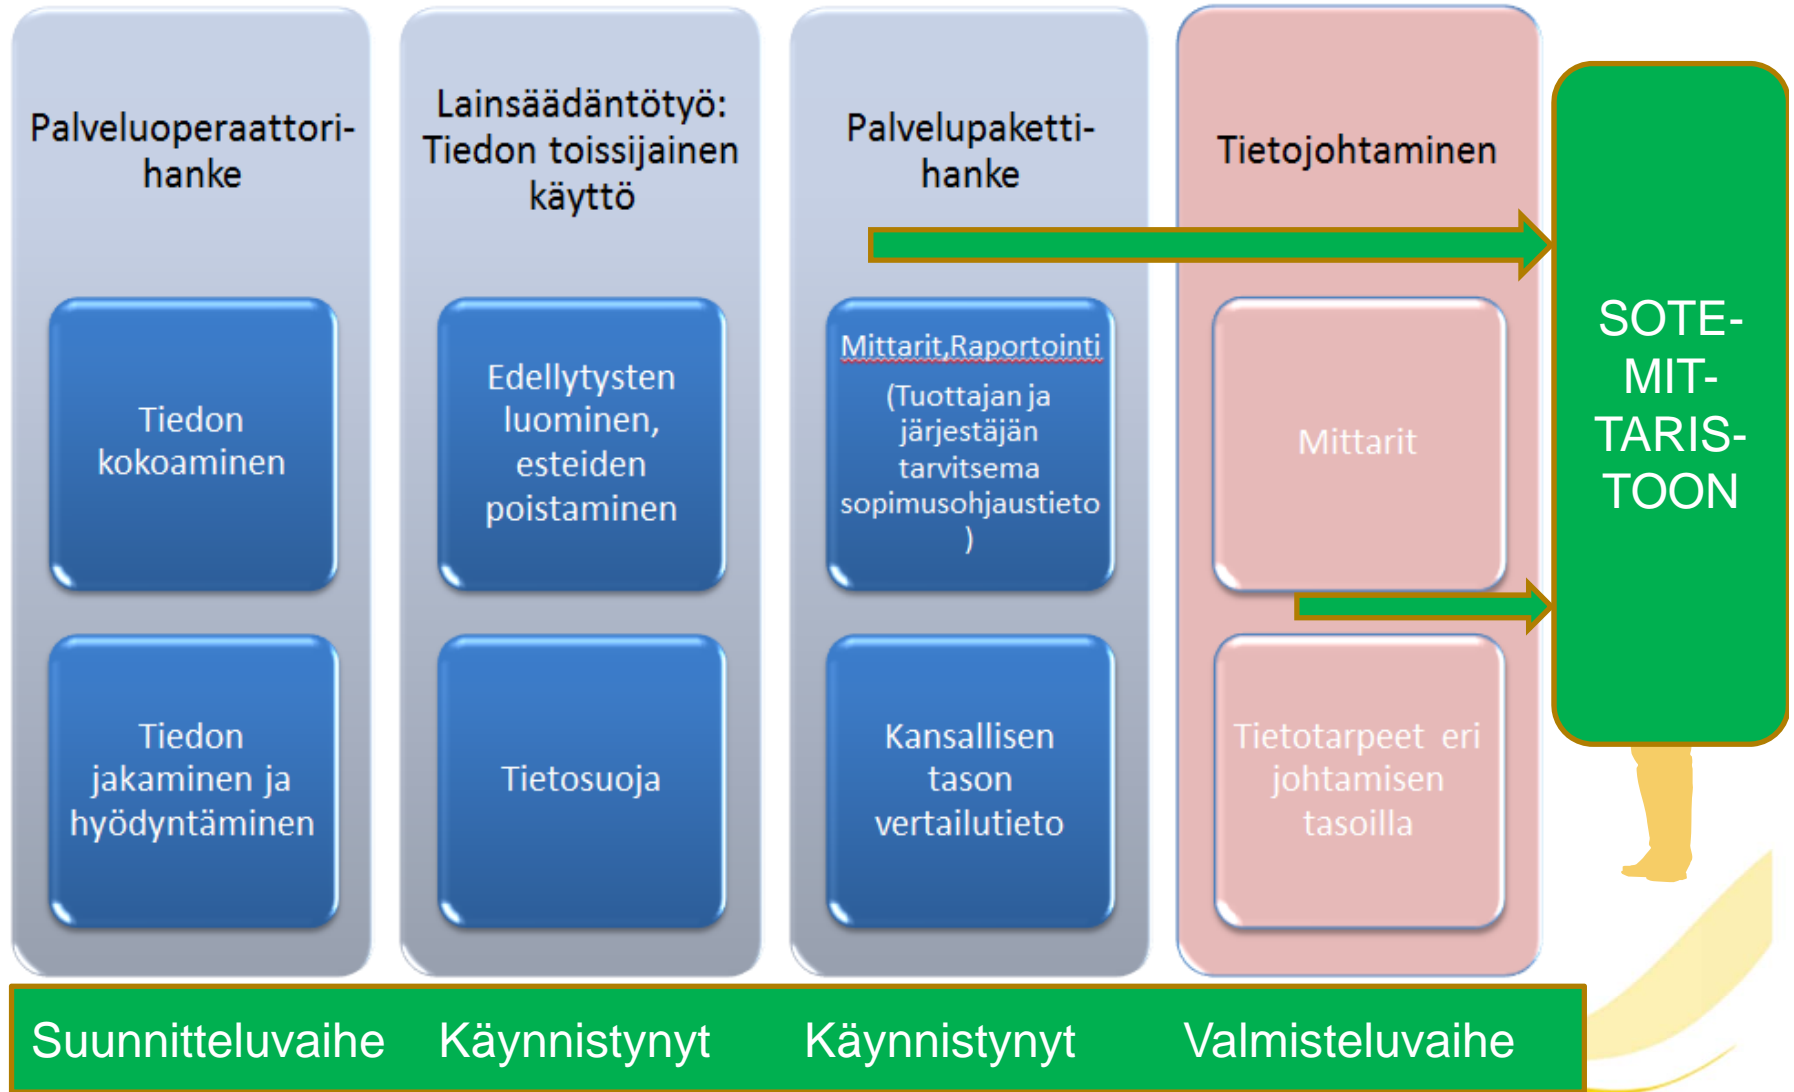 Palveluoperaattori-
hanke
Tiedon
kokoaminen
Tiedon
jakaminen ja
hyödyntäminen
Lainsäädäntötyö:
Tiedon toissijainen
käyttö
Edellytysten
luominen,
esteiden
poistaminen
Tietosuoja
Palvelupaketti-
hanke
Mittarit,Raportointi
(Tuottajan ja
järjestäjän
tarvitsema
sopimusohjaustieto
)
Kansallisen
tason
vertailutieto
Tietojohtaminen
Mittarit
Tietotarpeet eri
johtamisen
tasoilla
SOTE-
MIT-
TARIS-
TOON
Suunnitteluvaihe Käynnistynyt Käynnistynyt Valmisteluvaihe